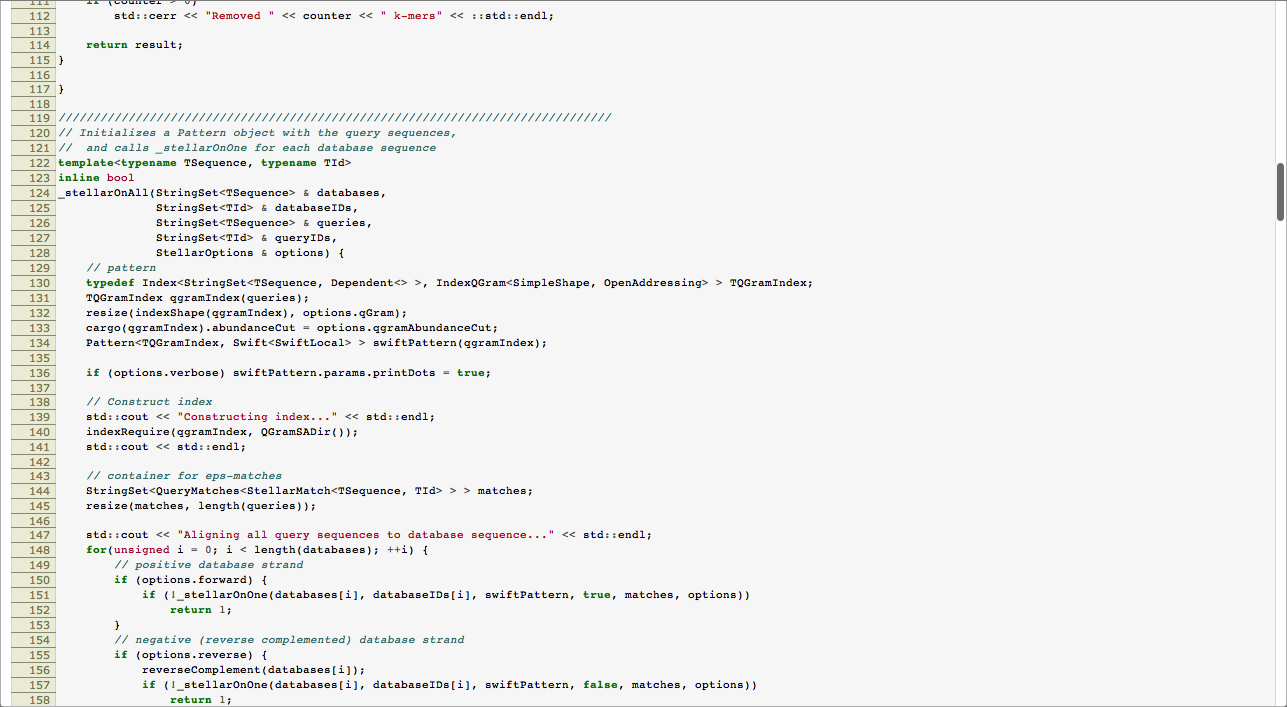 111     if (counter > 0)
112         std::cerr << "Removed " << counter << " k-mers" << ::std::endl;
113
114     return result;
115 }
116
117 }
118
119 ///////////////////////////////////////////////////////////////////////////////
120 // Initializes a Pattern object with the query sequences,
121 //  and calls _stellarOnOne for each database sequence
122 template<typename TSequence, typename TId>
123 inline bool
124 _stellarOnAll(StringSet<TSequence> & databases,
125               StringSet<TId> & databaseIDs,
126               StringSet<TSequence> & queries,
127               StringSet<TId> & queryIDs,
128               StellarOptions & options) {
129     // pattern
130     typedef Index<StringSet<TSequence, Dependent<> >, IndexQGram<SimpleShape, OpenAddressing> > TQGramIndex;
131     TQGramIndex qgramIndex(queries);
132     resize(indexShape(qgramIndex), options.qGram);
133     cargo(qgramIndex).abundanceCut = options.qgramAbundanceCut;
134     Pattern<TQGramIndex, Swift<SwiftLocal> > swiftPattern(qgramIndex);
135
136     if (options.verbose) swiftPattern.params.printDots = true;
137
138     // Construct index
139     std::cout << "Constructing index..." << std::endl;
140     indexRequire(qgramIndex, QGramSADir());
141     std::cout << std::endl;
142
143     // container for eps-matches
144     StringSet<QueryMatches<StellarMatch<TSequence, TId> > > matches;
145     resize(matches, length(queries));
146
147     std::cout << "Aligning all query sequences to database sequence..." << std::endl;
148     for(unsigned i = 0; i < length(databases); ++i) {
149         // positive database strand
150         if (options.forward) {
151             if (!_stellarOnOne(databases[i], databaseIDs[i], swiftPattern, true, matches, options))
152                 return 1;
153         }
154         // negative (reverse complemented) database strand
155         if (options.reverse) {
156             reverseComplement(databases[i]);
157             if (!_stellarOnOne(databases[i], databaseIDs[i], swiftPattern, false, matches, options))
158                 return 1;